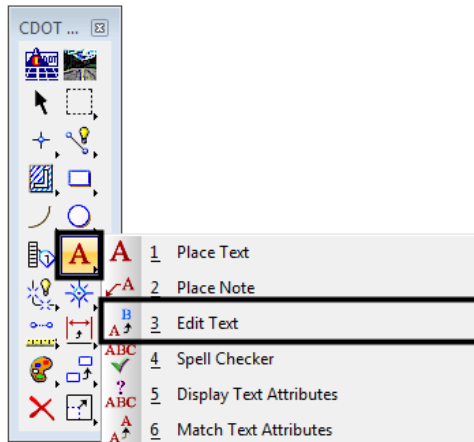 CDOT ...
1 Place Text
2 Place Note
3 Edit Text
4 Spell Checker
5 Display Text Attributes
6 Match Text Attributes